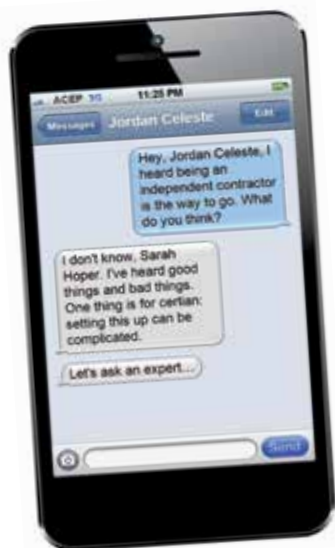 ACEP 3G 11:25 PM
Messages Jordan Celeste Edit
Hey, Jordan Celeste, I
heard being an
independent contractor
is the way to go. What
do you think?
I don't know, Sarah
Hoper. I've heard good
things and bad things.
One thing is for certian:
setting this up can be
complicated.
Let's ask an expert...
Send